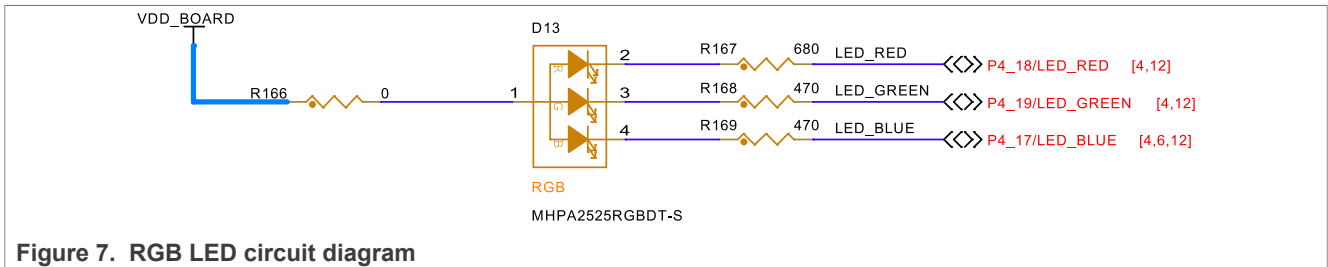 VDD_BOARD
D13
R166 0 1
R 2 R167 680 LED_RED P4_18/LED_RED [4,12]
G 3 R168 470 LED_GREEN P4_19/LED_GREEN [4,12]
B 4 R169 470 LED_BLUE P4_17/LED_BLUE [4,6,12]
RGB
MHPA2525RGBDT-S
Figure 7. RGB LED circuit diagram